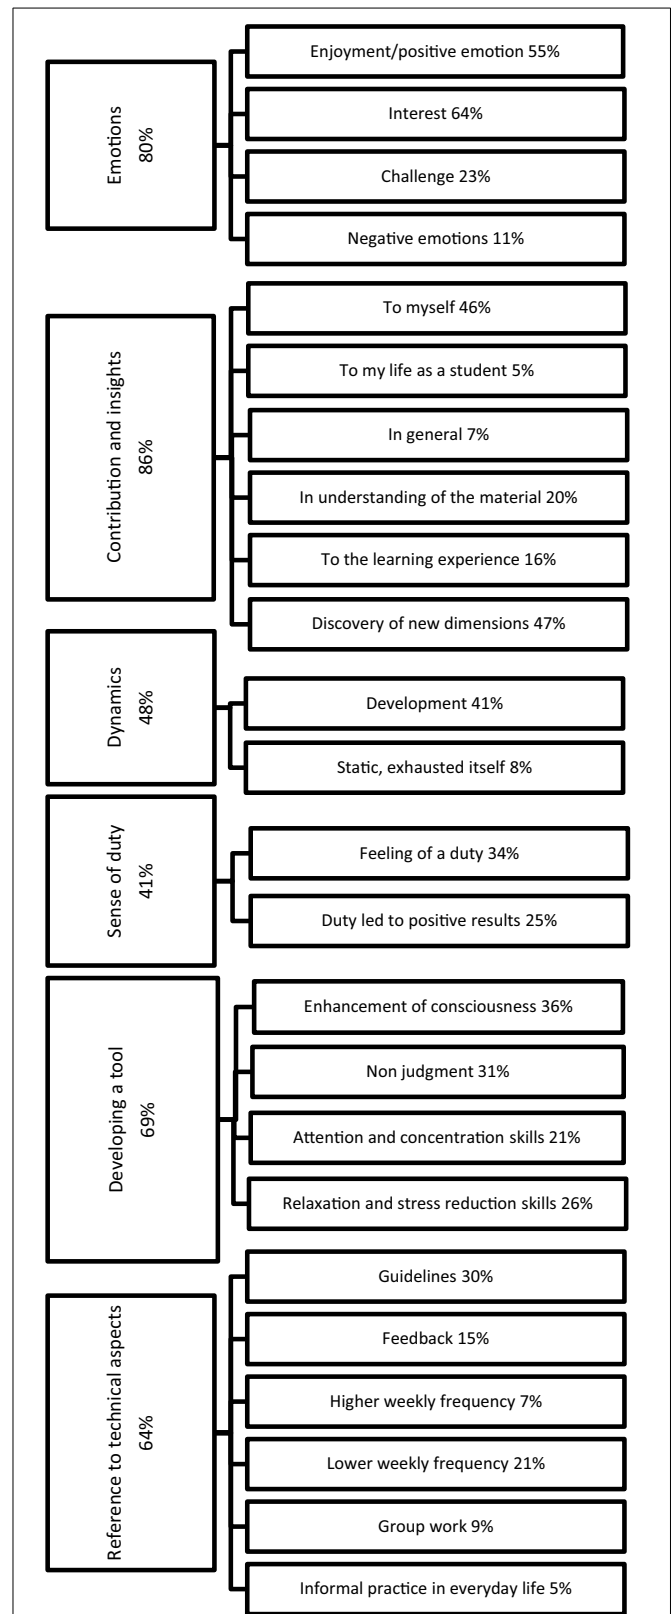 Emotions
80%
Enjoyment/positive emotion 55%
Interest 64%
Challenge 23%
Negative emotions 11%
Contribution and insights
86%
To myself 46%
To my life as a student 5%
In general 7%
In understanding of the material 20%
To the learning experience 16%
Discovery of new dimensions 47%
Dynamics
48%
Development 41%
Static, exhausted itself 8%
Sense of duty
41%
Feeling of a duty 34%
Duty led to positive results 25%
Developing a tool
69%
Enhancement of consciousness 36%
Non judgment 31%
Attention and concentration skills 21%
Relaxation and stress reduction skills 26%
Reference to technical aspects
64%
Guidelines 30%
Feedback 15%
Higher weekly frequency 7%
Lower weekly frequency 21%
Group work 9%
Informal practice in everyday life 5%